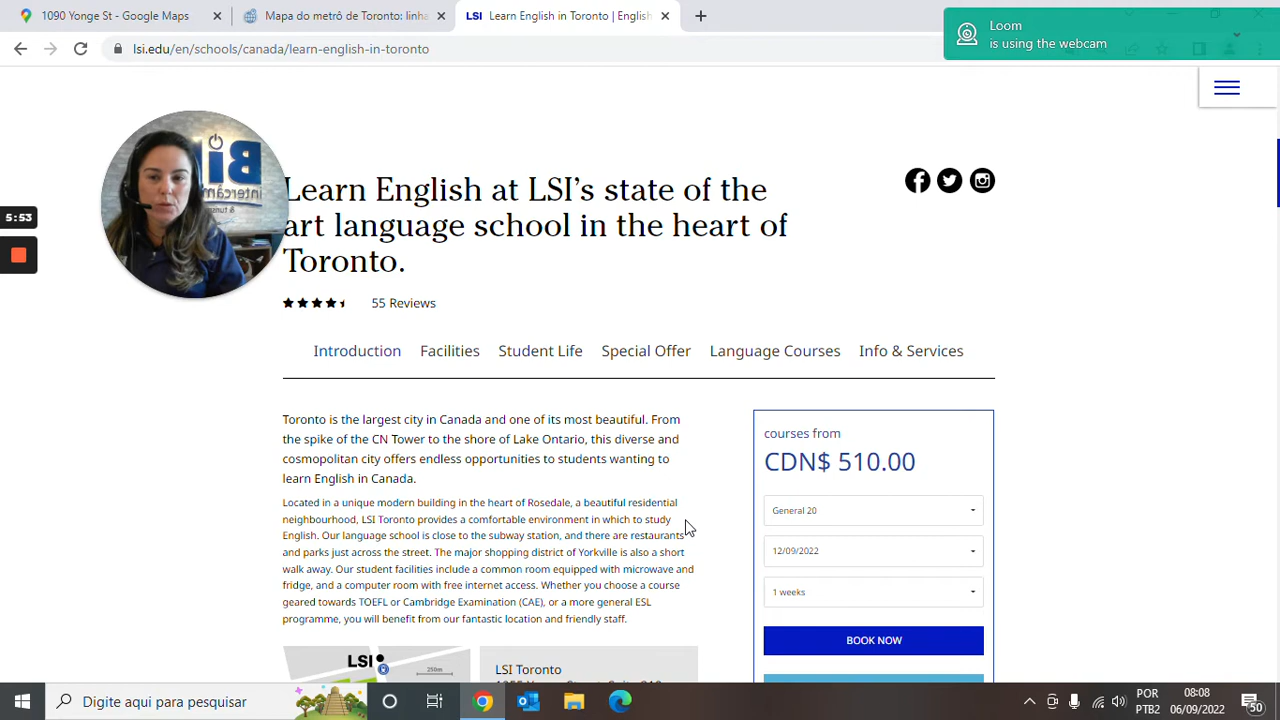 1090 Yonge St - Google Maps
Mapa do metrô de Toronto: linha
LSI Learn English in Toronto | English
Loom
is using the webcam
lsi.edu/en/schools/canada/learn-english-in-toronto
5:53
Learn English at LSI's state of the
art language school in the heart of
Toronto.
55 Reviews
Introduction Facilities Student Life Special Offer Language Courses Info & Services
Toronto is the largest city in Canada and one of its most beautiful. From
the spike of the CN Tower to the shore of Lake Ontario, this diverse and
cosmopolitan city offers endless opportunities to students wanting to
learn English in Canada.
Located in a unique modern building in the heart of Rosedale, a beautiful residential
neighbourhood, LSI Toronto provides a comfortable environment in which to study
English. Our language school is close to the subway station, and there are restaurants
and parks just across the street. The major shopping district of Yorkville is also a short
walk away. Our student facilities include a common room equipped with microwave and
fridge, and a computer room with free internet access. Whether you choose a course
geared towards TOEFL or Cambridge Examination (CAE), or a more general ESL
programme, you will benefit from our fantastic location and friendly staff.
courses from
CDN$ 510.00
General 20
12/09/2022
1 weeks
BOOK NOW
LSI
250m
LSI Toronto
Digite aqui para pesquisar
POR
PTB2
08:08
06/09/2022
50